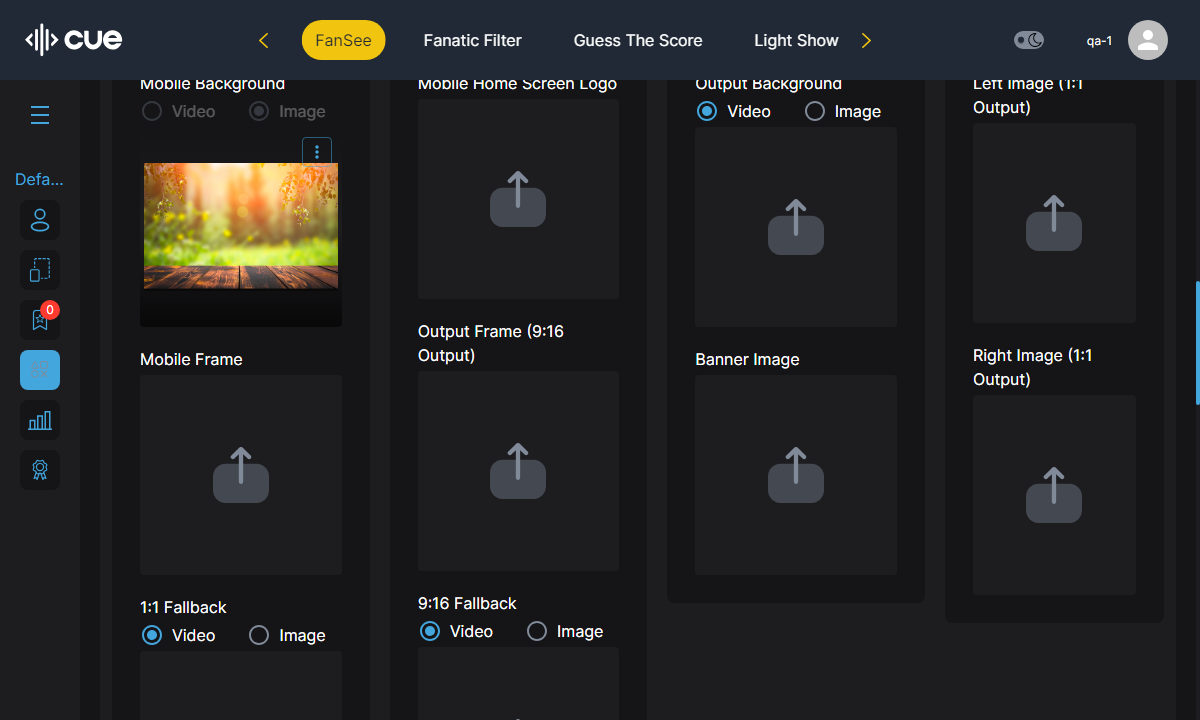 cue
FanSee
Fanatic Filter
Guess The Score
Light Show
qa-1
Defa...
0
Mobile Background
Video
Image
Mobile Frame
1:1 Fallback
Video
Image
Mobile Home Screen Logo
Output Frame (9:16
Output)
9:16 Fallback
Video
Image
Output Background
Video
Image
Banner Image
Left Image (1:1
Output)
Right Image (1:1
Output)